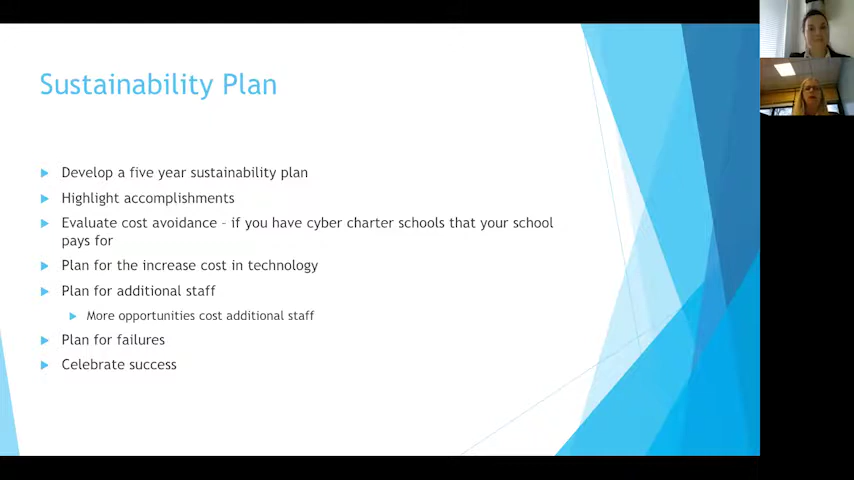 Sustainability Plan
Develop a five year sustainability plan
Highlight accomplishments
Evaluate cost avoidance – if you have cyber charter schools that your school
pays for
Plan for the increase cost in technology
Plan for additional staff
More opportunities cost additional staff
Plan for failures
Celebrate success